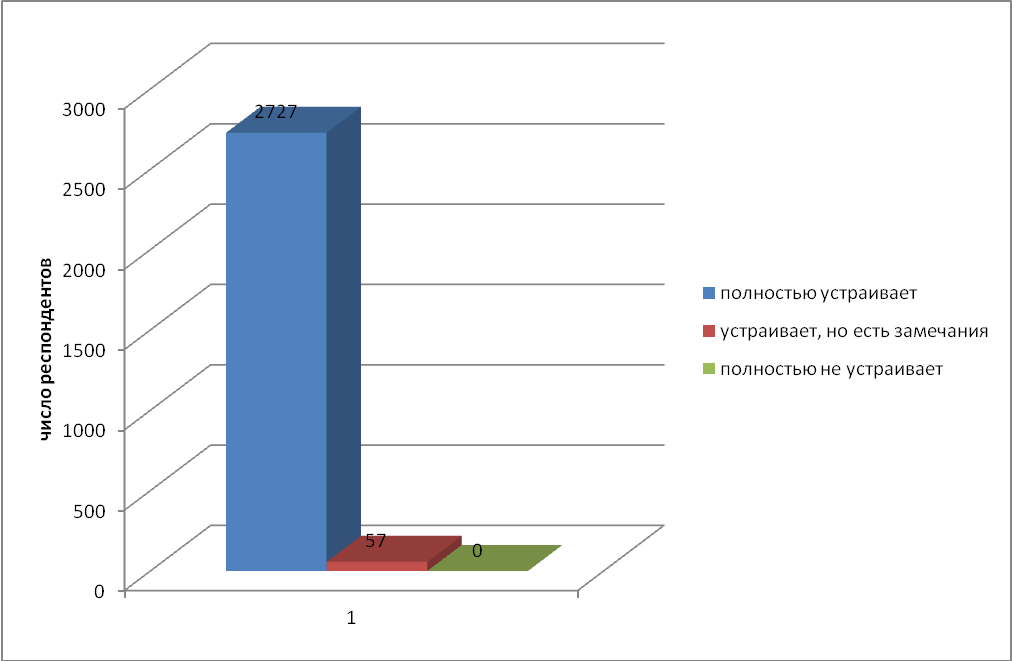 число респондентов
3000
2500
2000
1500
1000
500
0
2727
57
0
1
полностью устраивает
устраивает, но есть замечания
полностью не устраивает